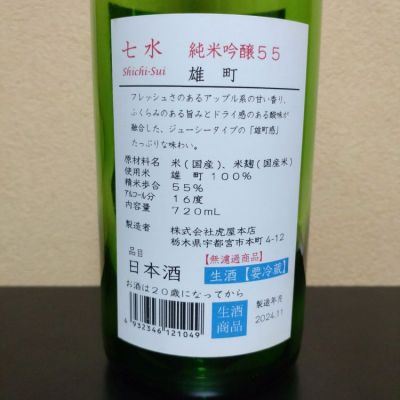 七水 純米吟醸55
Shichi-Sui 雄町
フレッシュさのあるアップル系の甘い香り、
ふくらみのある旨みとドライ感のある酸味が
融合した、ジューシータイプの「雄町感」
たっぷりな味わい。
原材料名 米(国産)、米麹(国産米)
使用米 雄 町 100%
精米歩合 55%
アルコール分 16度
内容量 720mL
製造者 株式会社虎屋本店
栃木県宇都宮市本町4-12
品目
日本酒
【無濾過商品】
生酒【要冷蔵】
お酒は20歳になってから
4 932346 121049
生酒
商品
製造年月
2024.11